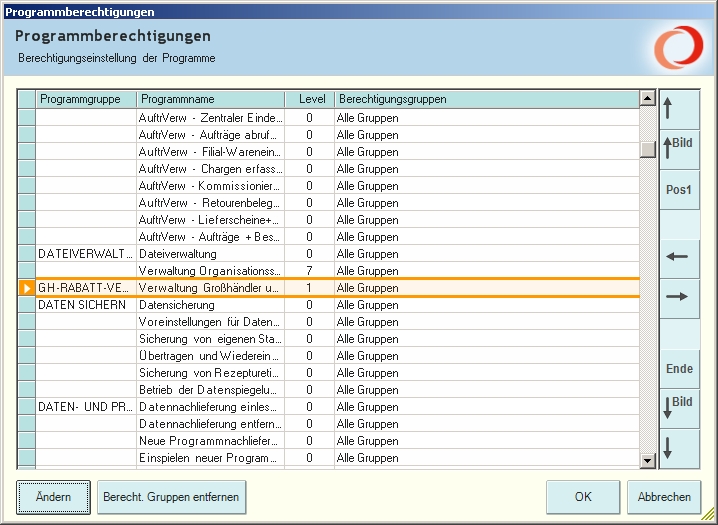 Programmberechtigungen
Programmberechtigungen
Berechtigungseinstellung der Programme
Programmgruppe Programmname Level Berechtigungsgruppen
AuftrVerw - Zentraler Einde... 0 Alle Gruppen
AuftrVerw - Aufträge abruf... 0 Alle Gruppen
AuftrVerw - Filial-Warenein... 0 Alle Gruppen
AuftrVerw - Chargen erfass... 0 Alle Gruppen
AuftrVerw - Kommissionier... 0 Alle Gruppen
AuftrVerw - Retourenbeleg... 0 Alle Gruppen
AuftrVerw - Lieferscheine+... 0 Alle Gruppen
AuftrVerw - Aufträge + Bes... 0 Alle Gruppen
DATEIVERWALT... Dateiverwaltung 0 Alle Gruppen
Verwaltung Organisationss... 7 Alle Gruppen
GH-RABATT-VE... Verwaltung Großhändler u... 1 Alle Gruppen
DATEN SICHERN Datensicherung 0 Alle Gruppen
Voreinstellungen für Daten... 0 Alle Gruppen
Sicherung von eigenen Sta... 0 Alle Gruppen
Übertragen und Wiederein... 0 Alle Gruppen
Sicherung von Rezeptureti... 0 Alle Gruppen
Betrieb der Datenspiegelu... 0 Alle Gruppen
DATEN- UND PR... Datennachlieferung einles... 0 Alle Gruppen
Datennachlieferung entfern... 0 Alle Gruppen
Neue Programmnachliefer... 0 Alle Gruppen
Einspielen neuer Program... 0 Alle Gruppen
Bild
Pos1
Ende
Bild
Ändern Berecht. Gruppen entfernen OK Abbrechen